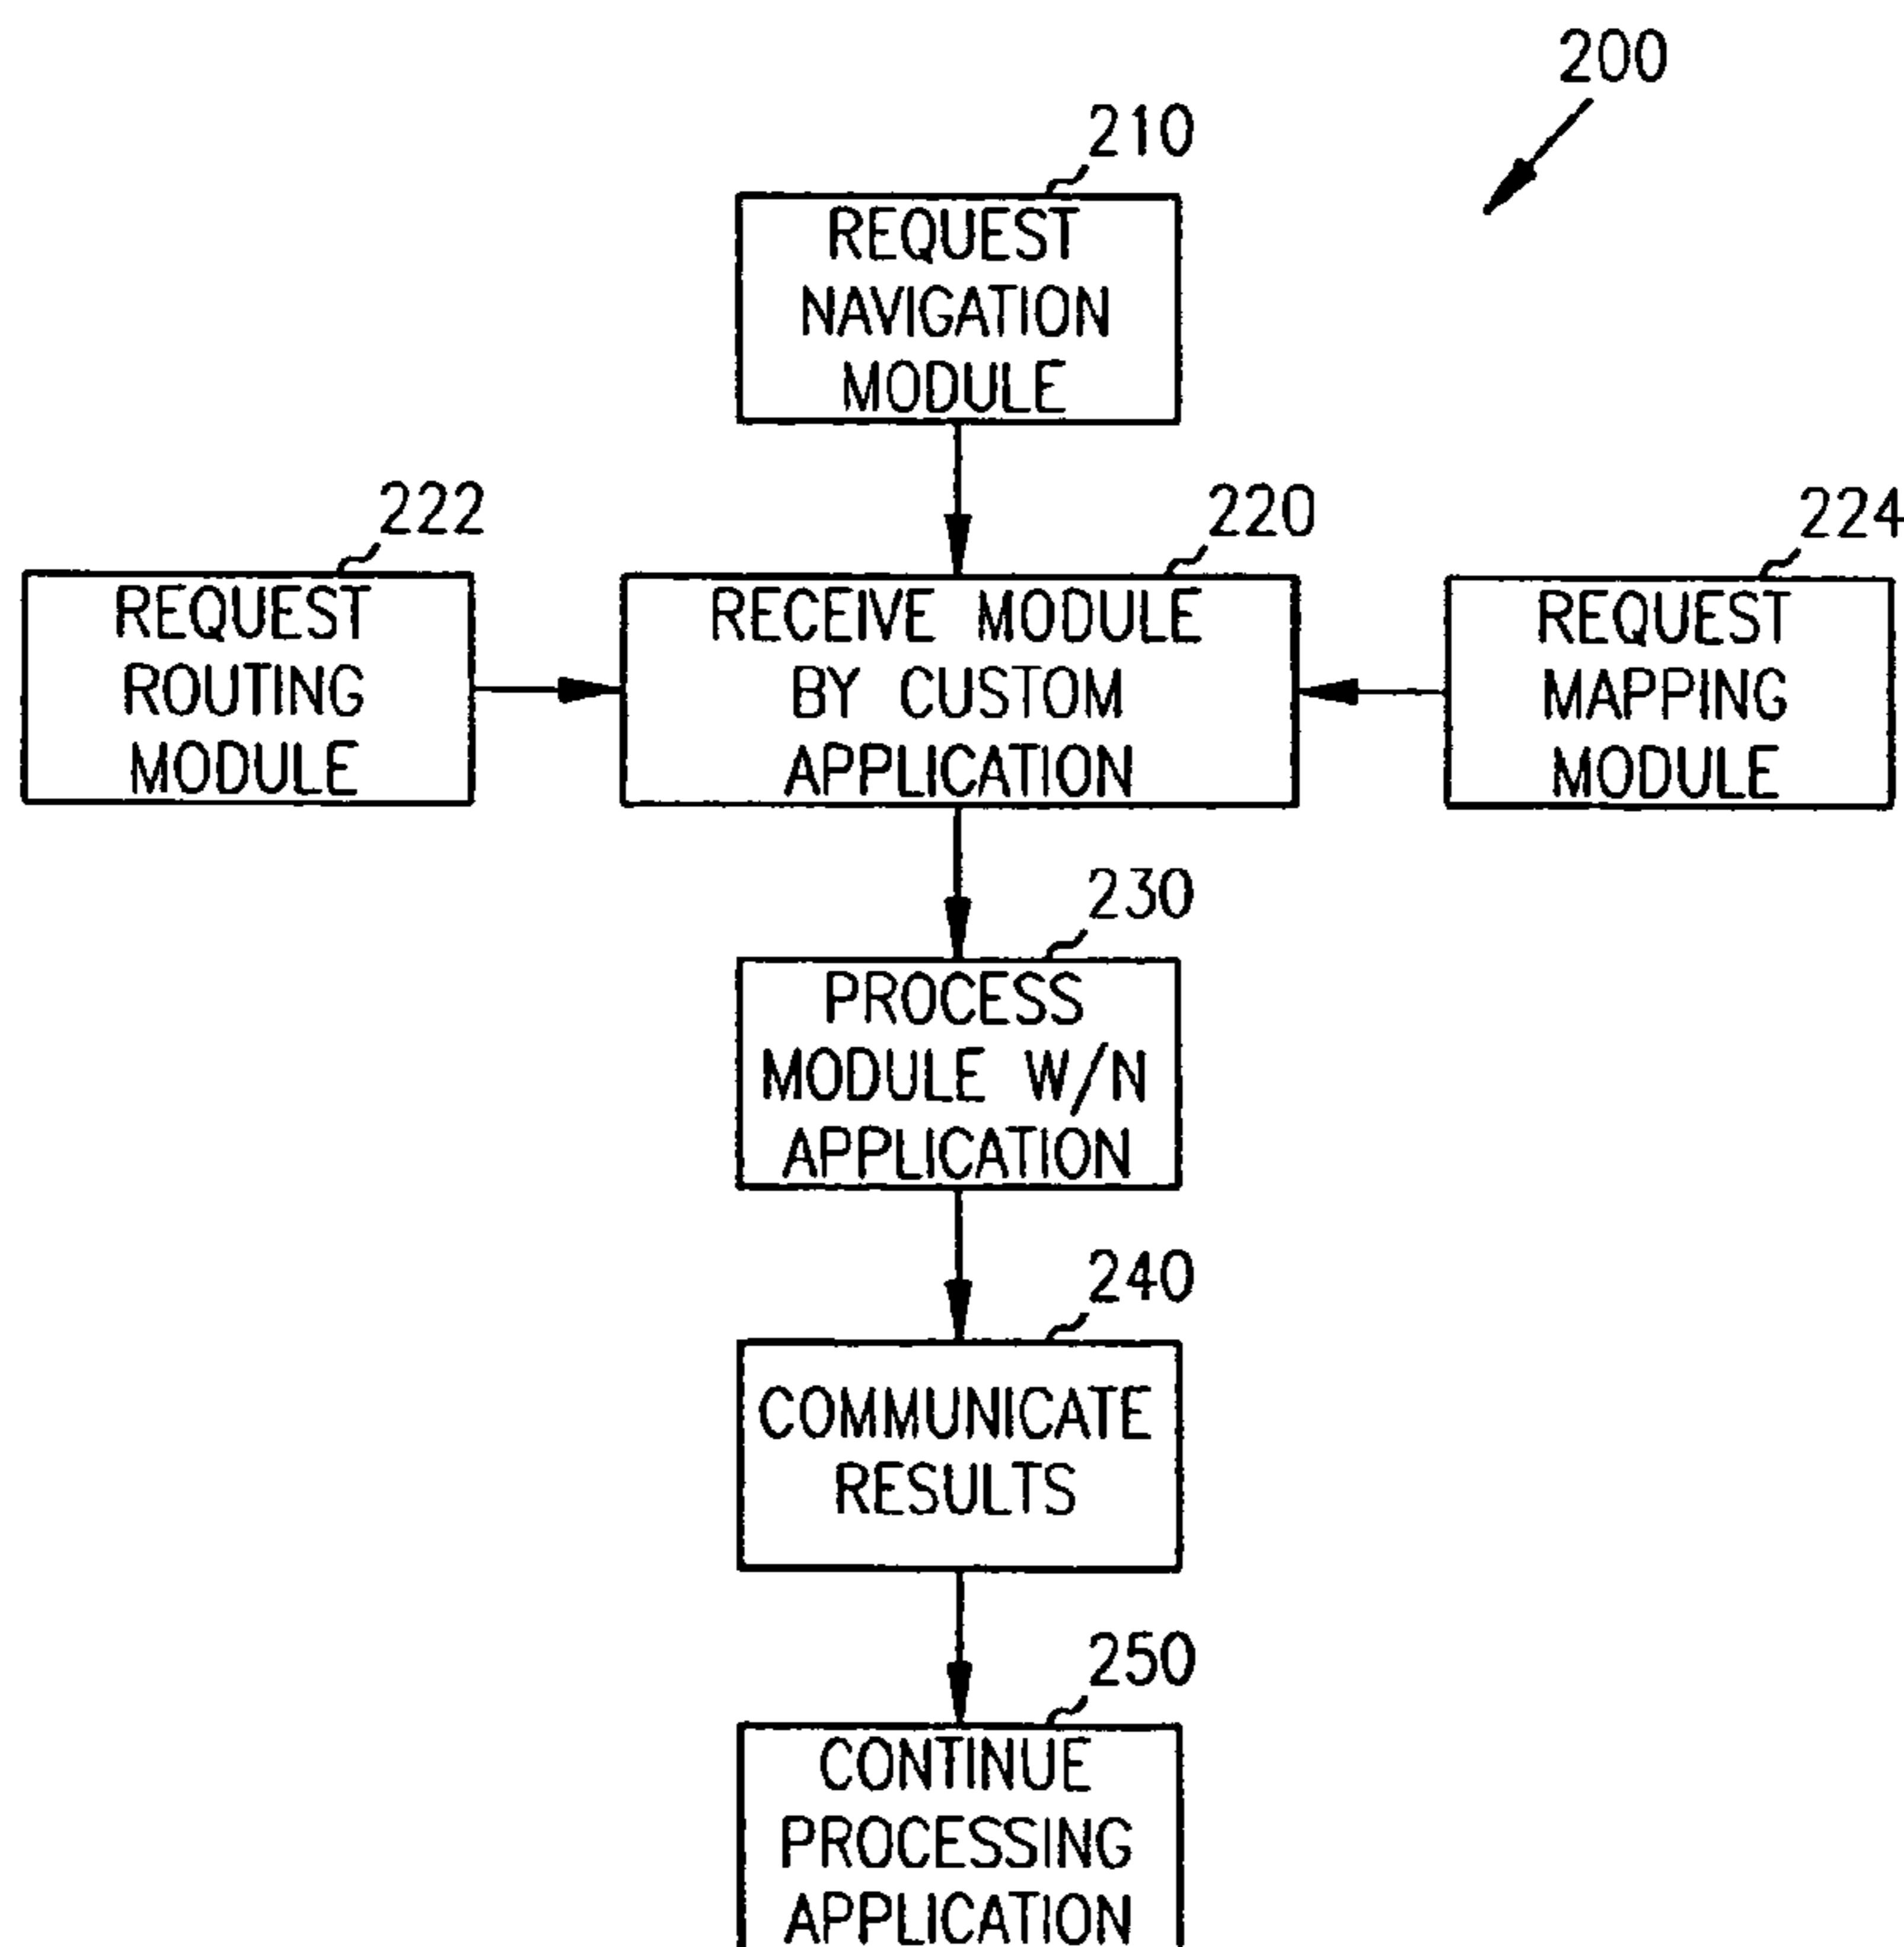 200
210
REQUEST
NAVIGATION
MODULE
222
REQUEST
ROUTING
MODULE
220
RECEIVE MODULE
BY CUSTOM
APPLICATION
224
REQUEST
MAPPING
MODULE
230
PROCESS
MODULE W/N
APPLICATION
240
COMMUNICATE
RESULTS
250
CONTINUE
PROCESSING
APPLICATION